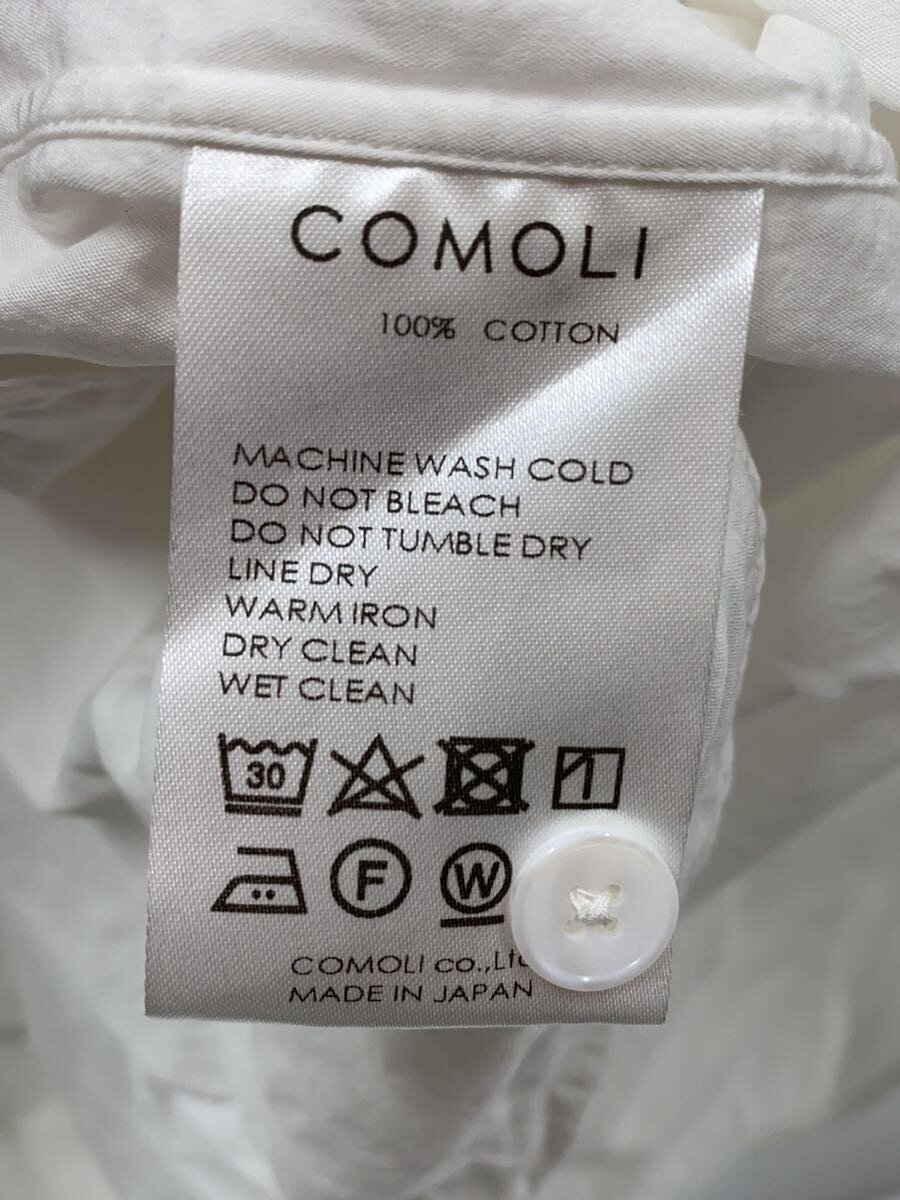 COMOLI
100% COTTON
MACHINE WASH COLD
DO NOT BLEACH
DO NOT TUMBLE DRY
LINE DRY
WARM IRON
DRY CLEAN
WET CLEAN
30
F W
COMOLI co.,Ltd
MADE IN JAPAN